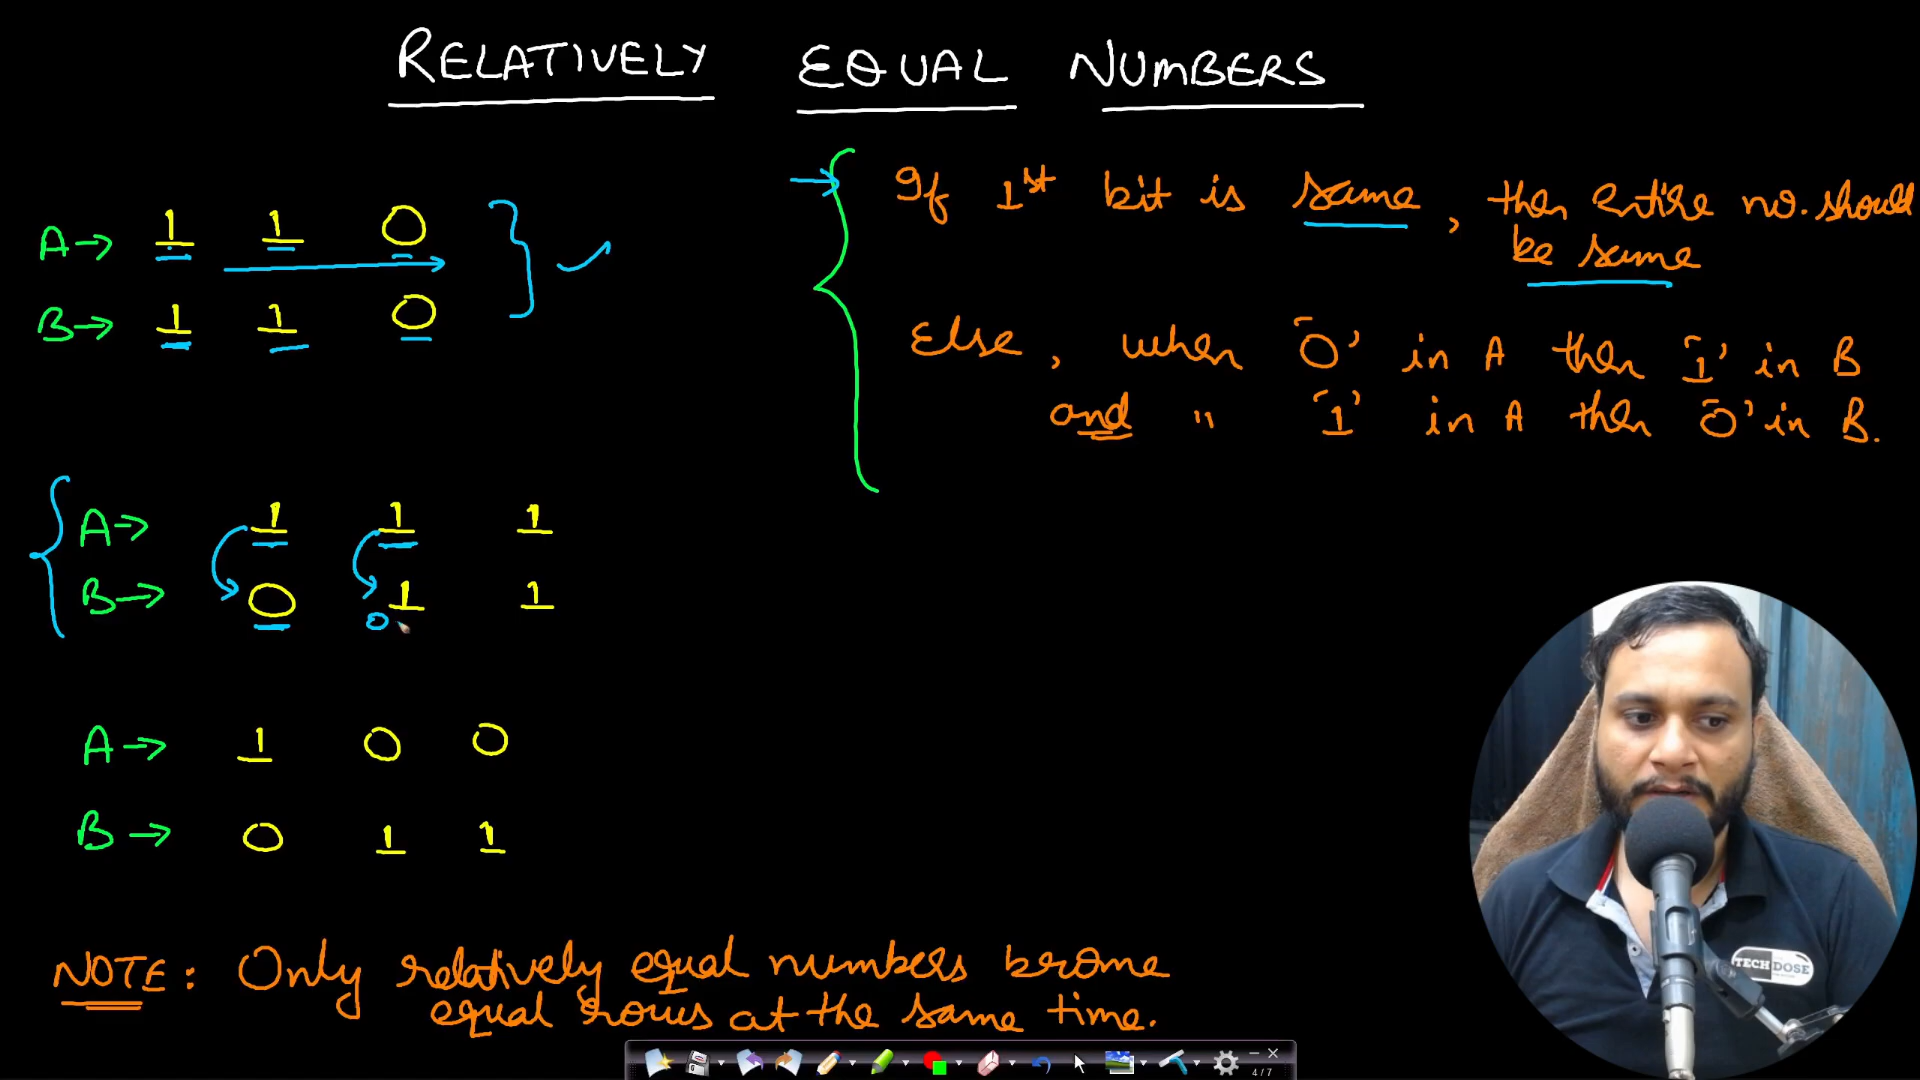 RELATIVELY EQUAL NUMBERS
A→ 1 1 0
B→ 1 1 0
If 1st bit is same, then entire no. should
be same
Else, when '0' in A then '1' in B
and " '1' in A then '0' in B.
A→ 1 1 1
B→ 0 1 1
0
A→ 1 0 0
B→ 0 1 1
NOTE: Only relatively equal numbers become
equal rows at the same time.
TECH DOSE
4/7